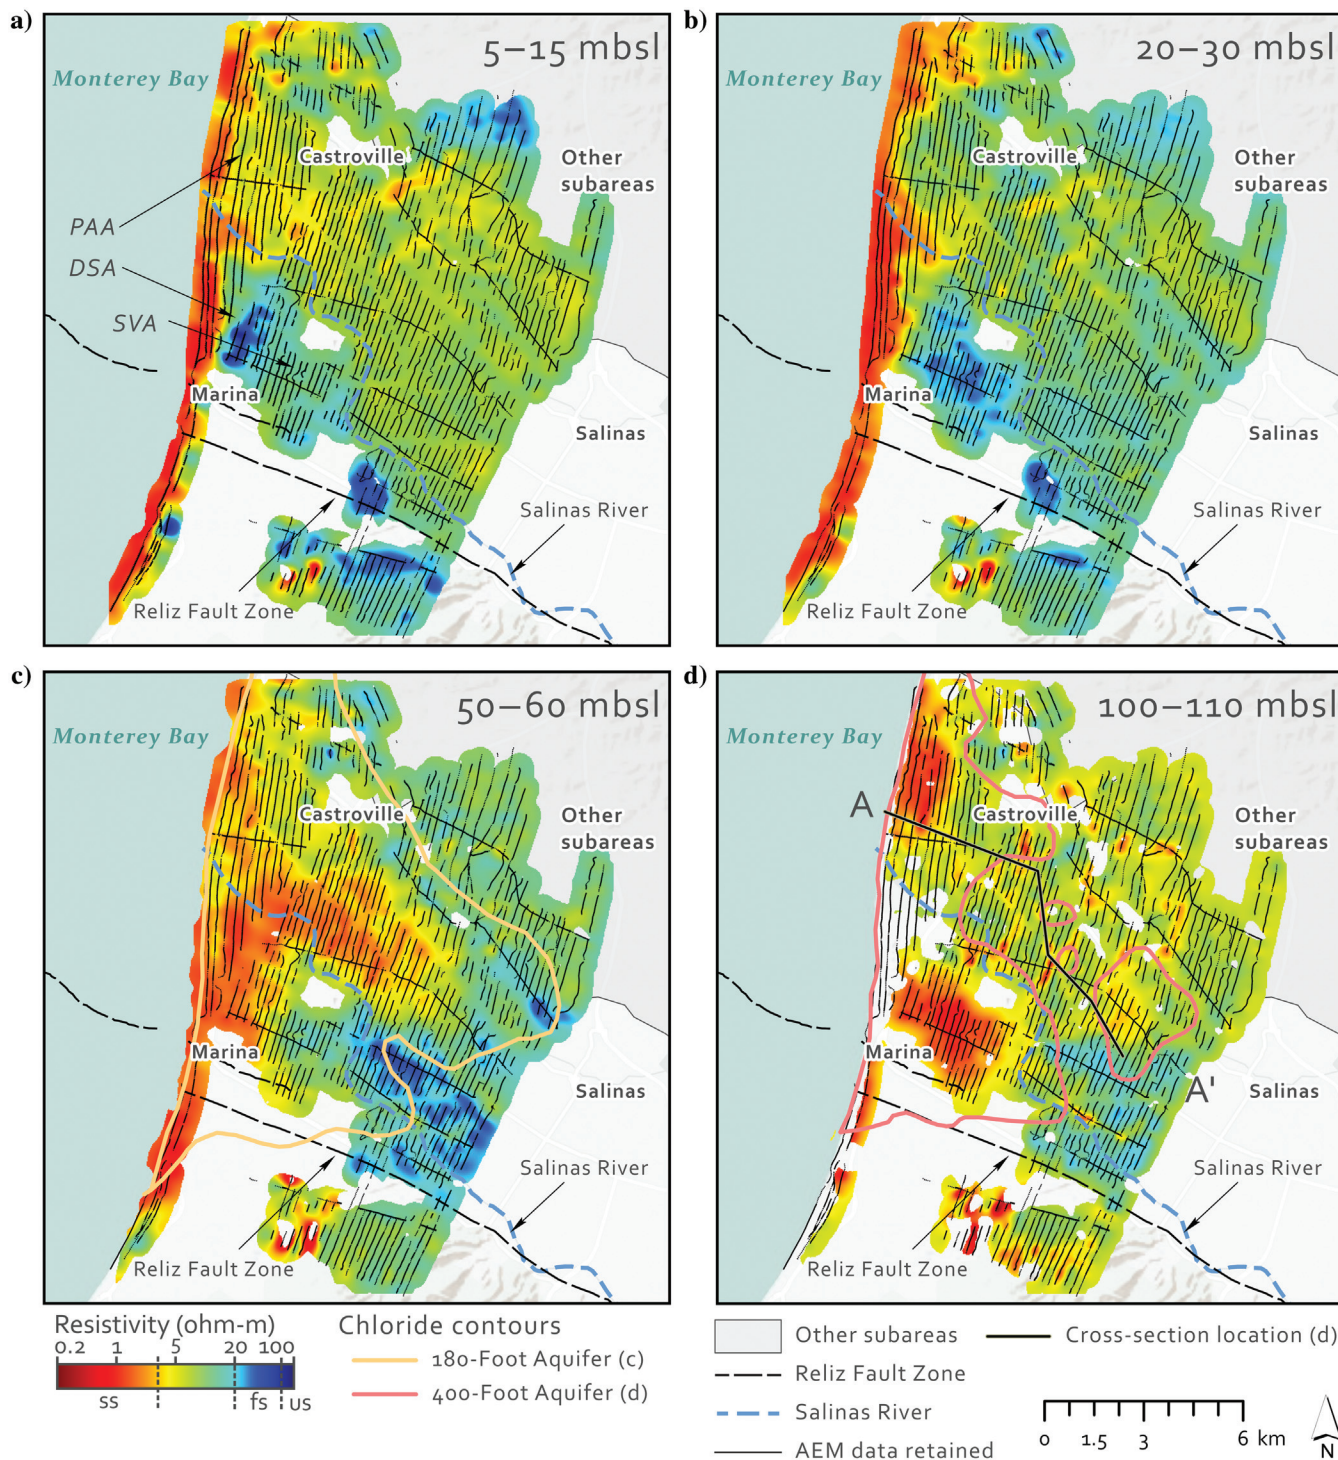 a)
5–15 mbsl
Monterey Bay
Castroville
Other
subareas
PAA
DSA
SVA
Marina
Salinas
Salinas River
Reliz Fault Zone
b)
20–30 mbsl
Monterey Bay
Castroville
Other
subareas
Marina
Salinas
Salinas River
Reliz Fault Zone
c)
50–60 mbsl
Monterey Bay
Castroville
Other
subareas
Marina
Salinas
Salinas River
Reliz Fault Zone
d)
100–110 mbsl
Monterey Bay
A
Castroville
Other
subareas
Marina
A'
Salinas
Salinas River
Reliz Fault Zone
Resistivity (ohm-m)
0.2 1 5 20 100
ss fs us
Chloride contours
180-Foot Aquifer (c)
400-Foot Aquifer (d)
Other subareas
Cross-section location (d)
Reliz Fault Zone
Salinas River
AEM data retained
0 1.5 3 6 km
N